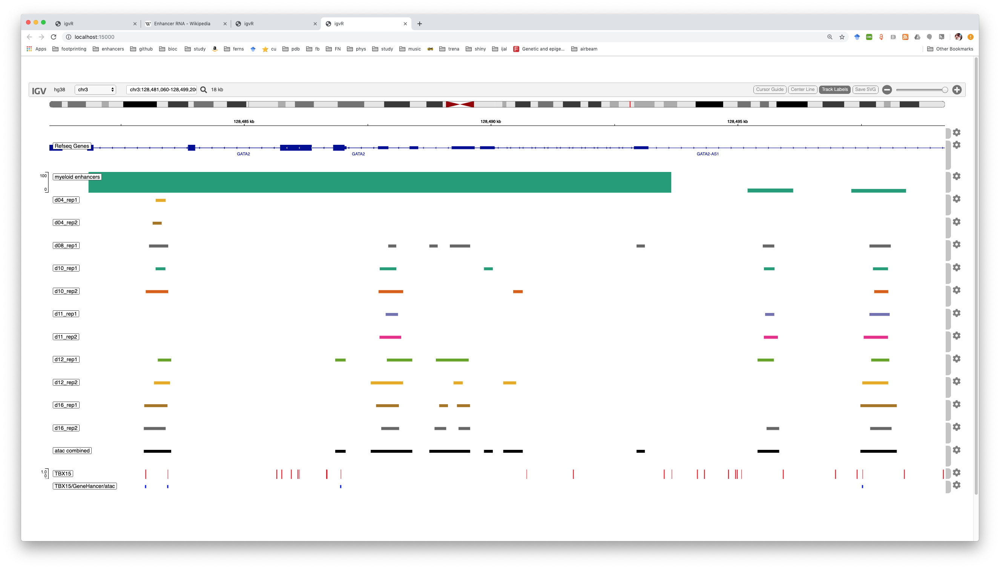 igvR
Enhancer RNA - Wikipedia
igvR
igvR
localhost:15000
Apps footprinting enhancers github bioc study ferns cu pdb fb FN phys study music trena shiny ijal Genetic and epige... airbeam Other Bookmarks
IGV hg38 chr3 chr3:128,481,060-128,499,20 18 kb Cursor Guide Center Line Track Labels Save SVG
128,485 kb 128,490 kb 128,495 kb
Refseq Genes
GATA2 GATA2 GATA2-AS1
100
myeloid enhancers
0
d04_rep1
d04_rep2
d08_rep1
d10_rep1
d10_rep2
d11_rep1
d11_rep2
d12_rep1
d12_rep2
d16_rep1
d16_rep2
atac combined
1.0
TBX15
0
TBX15/GeneHancer/atac